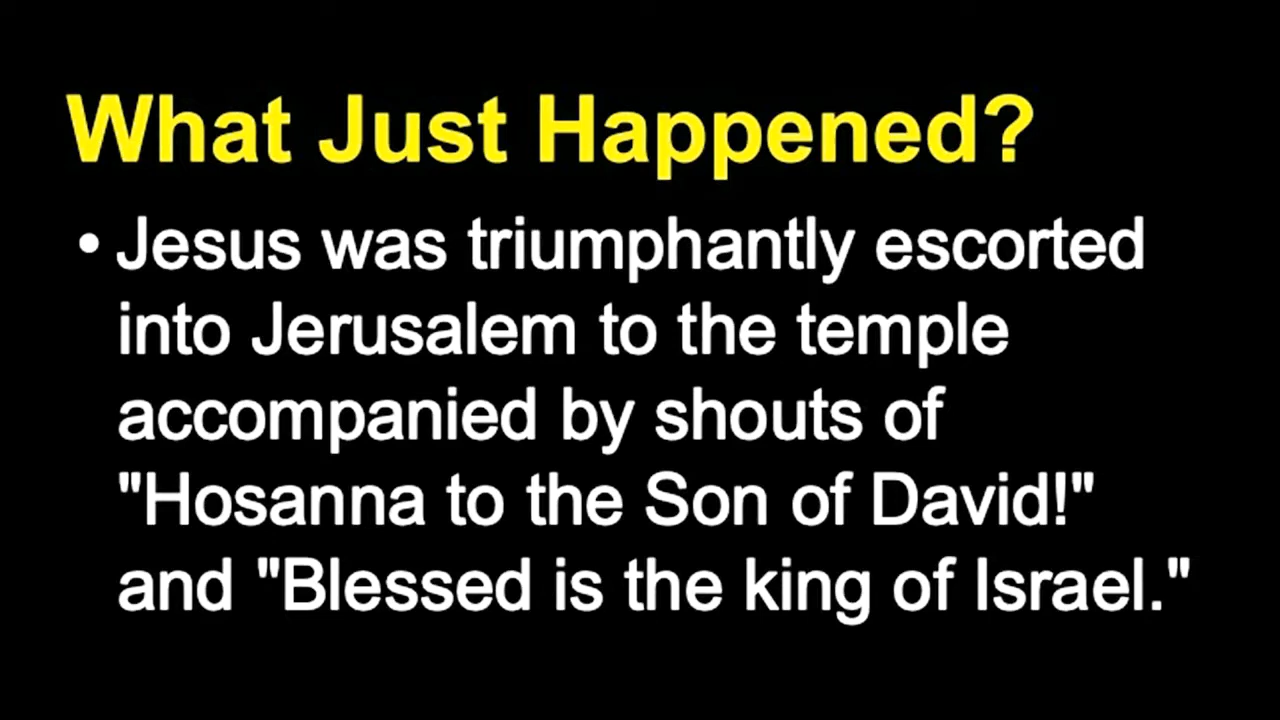 What Just Happened?
• Jesus was triumphantly escorted
into Jerusalem to the temple
accompanied by shouts of
"Hosanna to the Son of David!"
and "Blessed is the king of Israel."